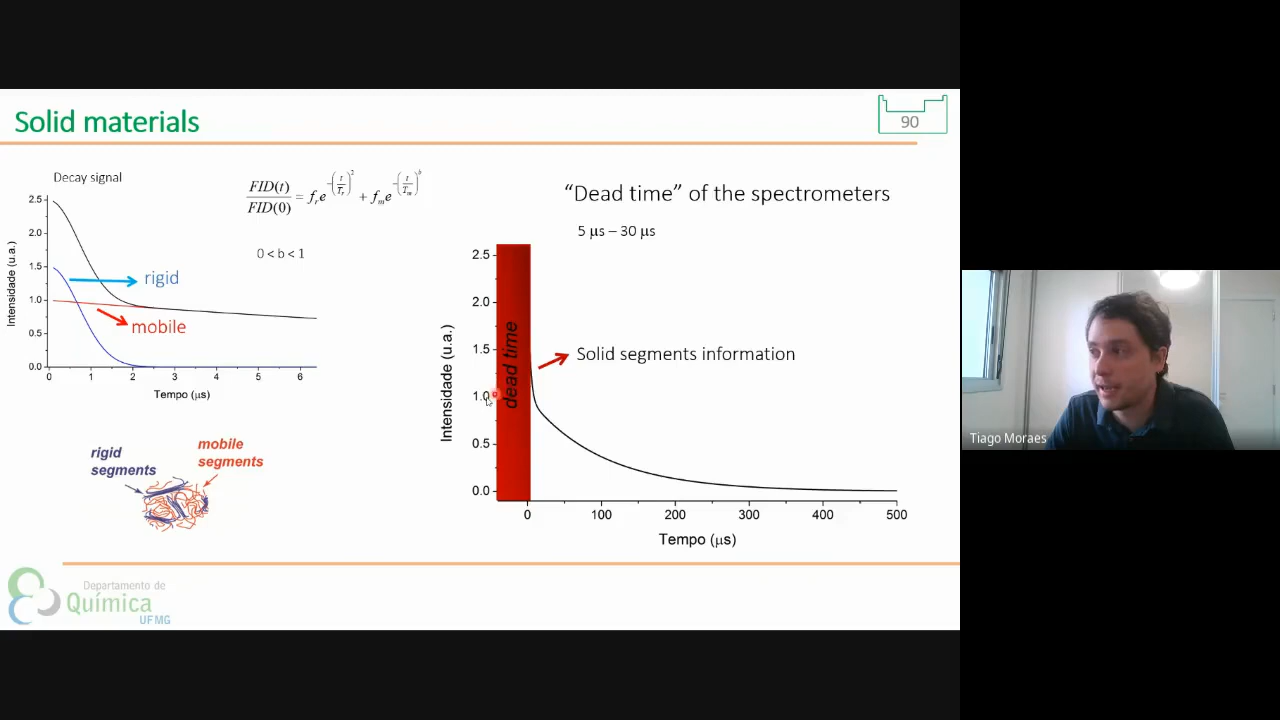 Solid materials
90
Decay signal
FID(t)/FID(0) = f_r e^{-(t/T_r)^2} + f_m e^{-(t/T_m)^b}
0 < b < 1
2.5
2.0
1.5
1.0
0.5
0.0
Intensidade (u.a.)
rigid
mobile
0 1 2 3 4 5 6
Tempo (μs)
rigid
segments
mobile
segments
“Dead time” of the spectrometers
5 μs – 30 μs
2.5
2.0
1.5
1.0
0.5
0.0
Intensidade (u.a.)
dead time
Solid segments information
0 100 200 300 400 500
Tempo (μs)
Departamento de
Química
UFMG
Tiago Moraes